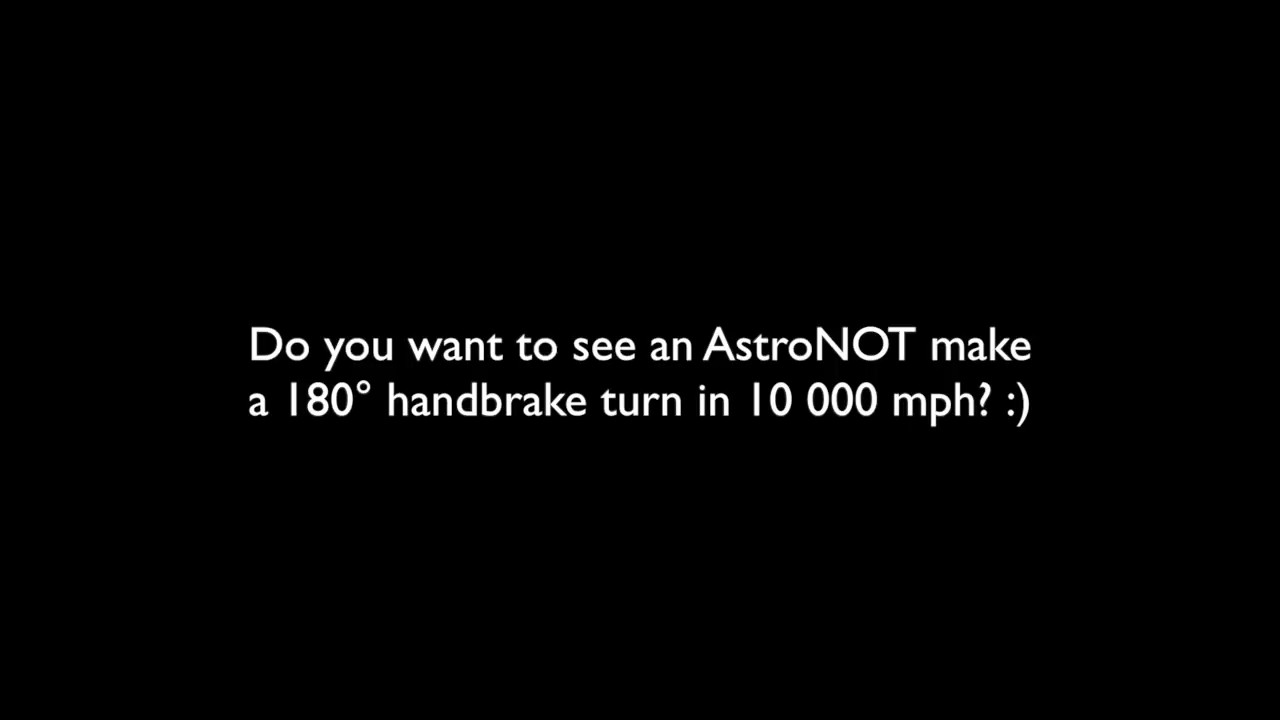 Do you want to see an AstroNOT make
a 180° handbrake turn in 10 000 mph? :)